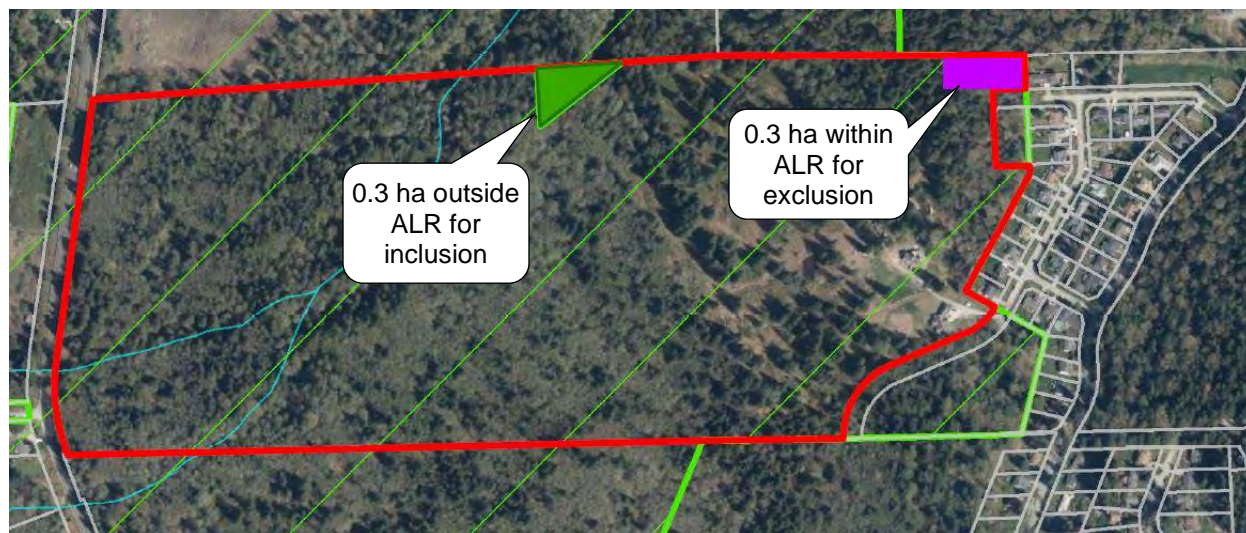 0.3 ha outside
ALR for
inclusion
0.3 ha within
ALR for
exclusion